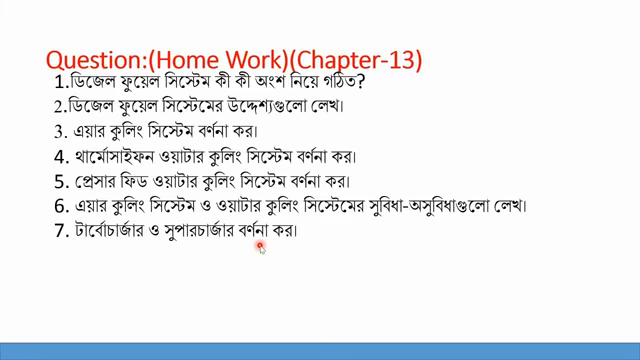 Question:(Home Work)(Chapter-13)
1.ডিজেল ফুয়েল সিস্টেম কী কী অংশ নিয়ে গঠিত?
2.ডিজেল ফুয়েল সিস্টেমের উদ্দেশ্যগুলো লেখ।
3. এয়ার কুলিং সিস্টেম বর্ণনা কর।
4. থার্মোসাইফন ওয়াটার কুলিং সিস্টেম বর্ণনা কর।
5. প্রেসার ফিড ওয়াটার কুলিং সিস্টেম বর্ণনা কর।
6. এয়ার কুলিং সিস্টেম ও ওয়াটার কুলিং সিস্টেমের সুবিধা-অসুবিধাগুলো লেখ।
7. টার্বোচার্জার ও সুপারচার্জার বর্ণনা কর।